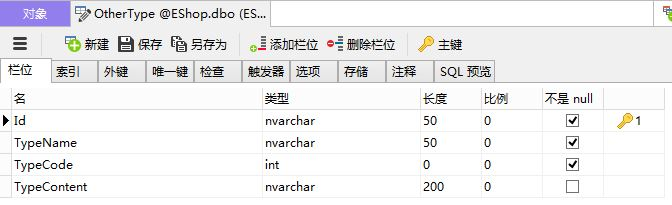 对象 OtherType @EShop.dbo (ES...
新建 保存 另存为 添加栏位 删除栏位 主键
栏位 索引 外键 唯一键 检查 触发器 选项 存储 注释 SQL 预览
名 类型 长度 比例 不是 null
Id nvarchar 50 0 1
TypeName nvarchar 50 0
TypeCode int 0 0
TypeContent nvarchar 200 0